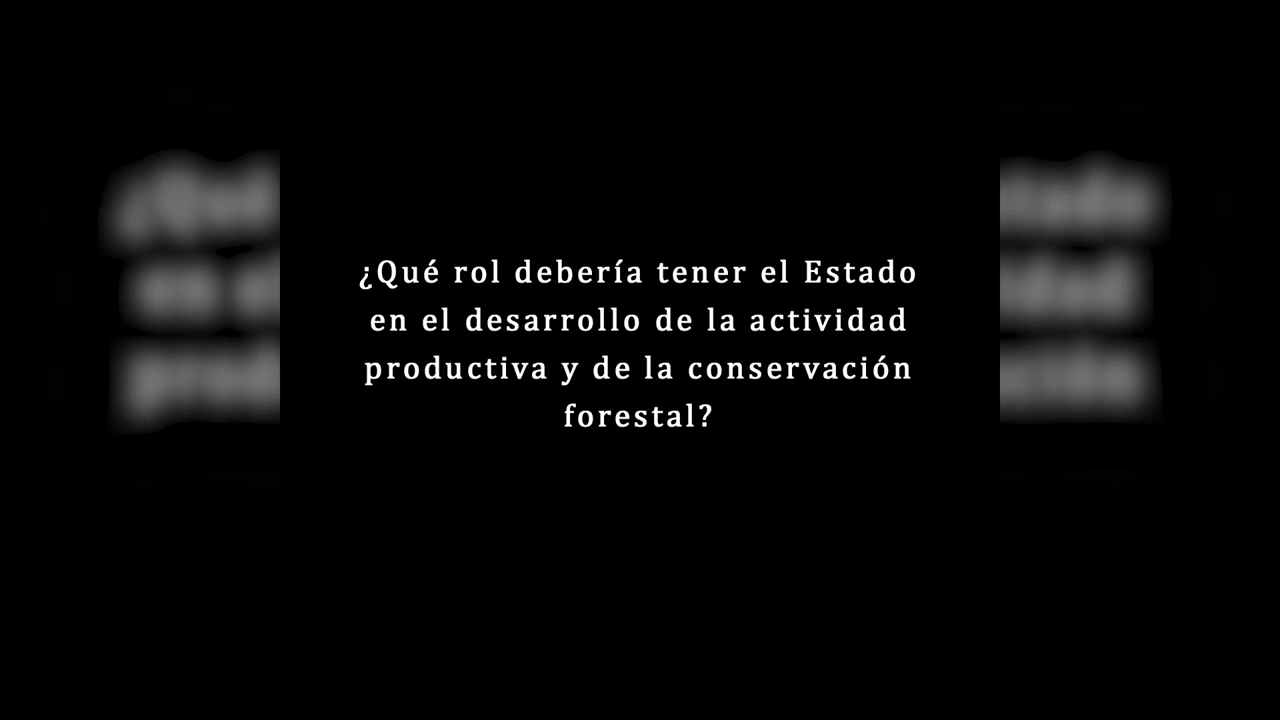 ¿Qué rol debería tener el Estado
en el desarrollo de la actividad
productiva y de la conservación
forestal?